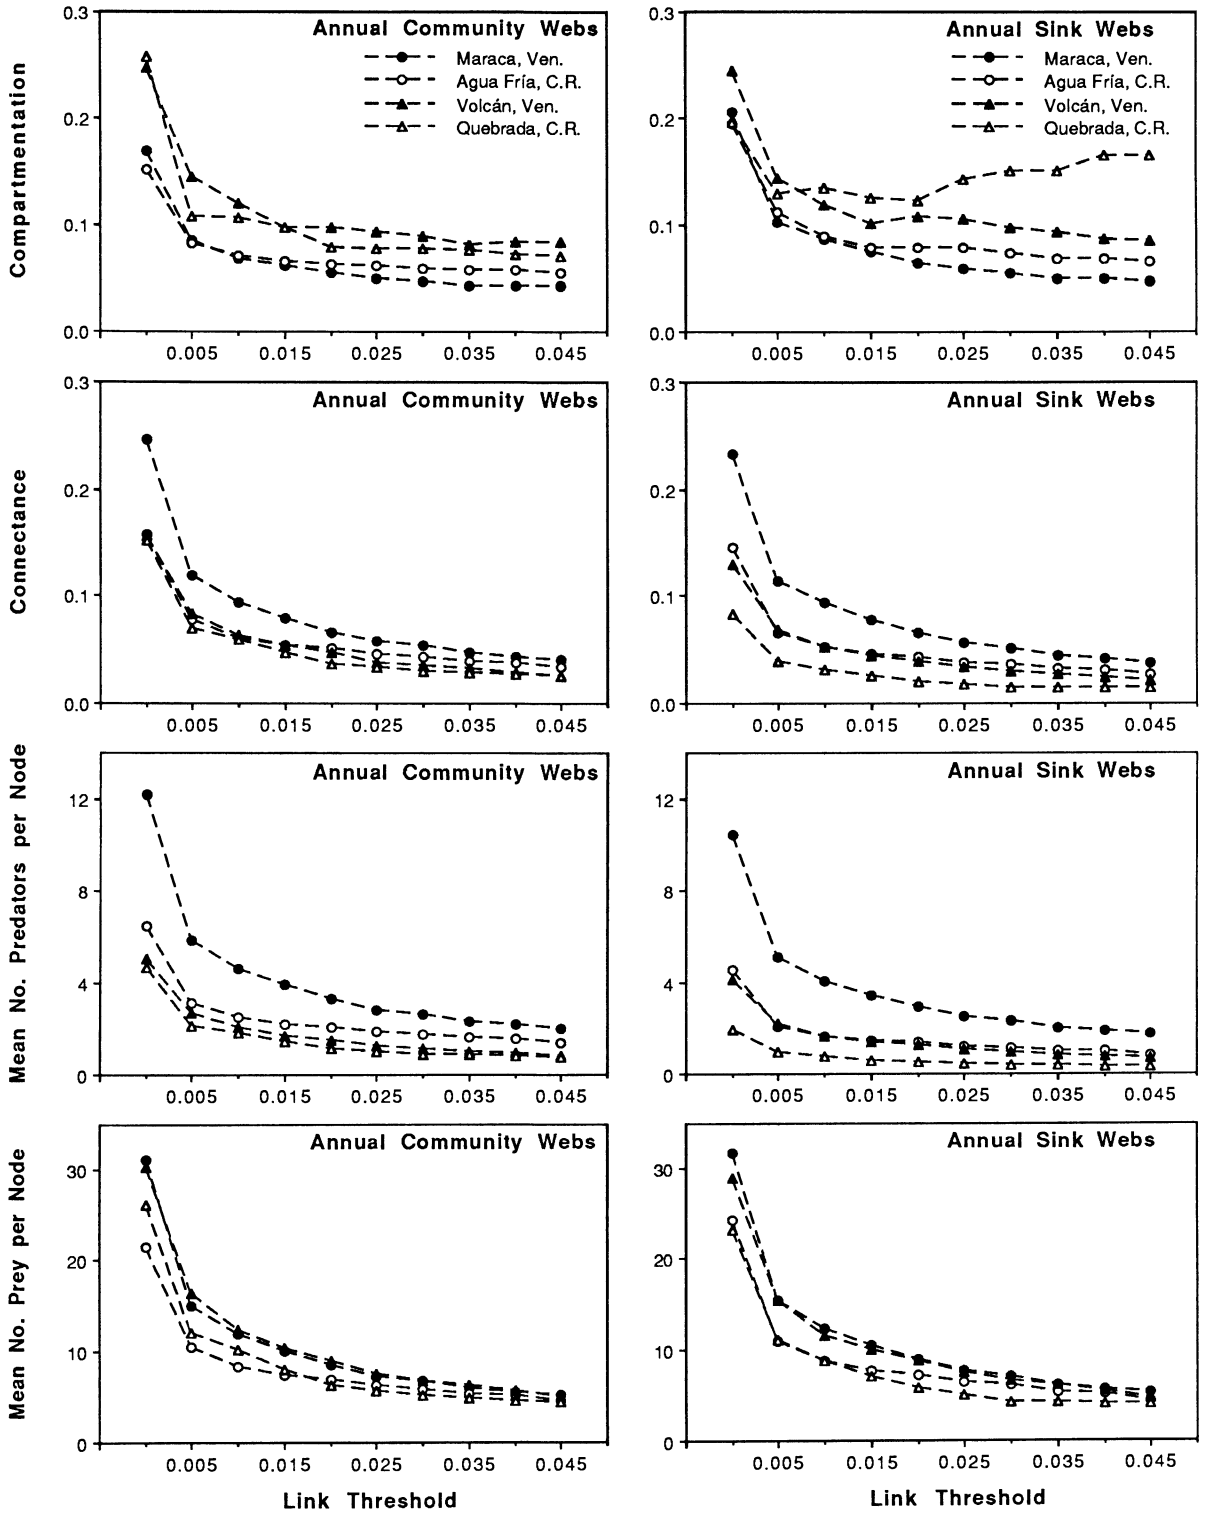 Compartmentation
Annual Community Webs
Maraca, Ven.
Agua Fría, C.R.
Volcán, Ven.
Quebrada, C.R.
0.3
0.2
0.1
0.0
0.005 0.015 0.025 0.035 0.045
Annual Sink Webs
Maraca, Ven.
Agua Fría, C.R.
Volcán, Ven.
Quebrada, C.R.
0.3
0.2
0.1
0.0
0.005 0.015 0.025 0.035 0.045
Connectance
Annual Community Webs
0.3
0.2
0.1
0.0
0.005 0.015 0.025 0.035 0.045
Annual Sink Webs
0.3
0.2
0.1
0.0
0.005 0.015 0.025 0.035 0.045
Mean No. Predators per Node
Annual Community Webs
12
8
4
0
0.005 0.015 0.025 0.035 0.045
Annual Sink Webs
12
8
4
0
0.005 0.015 0.025 0.035 0.045
Mean No. Prey per Node
Annual Community Webs
30
20
10
0
0.005 0.015 0.025 0.035 0.045
Link Threshold
Annual Sink Webs
30
20
10
0
0.005 0.015 0.025 0.035 0.045
Link Threshold